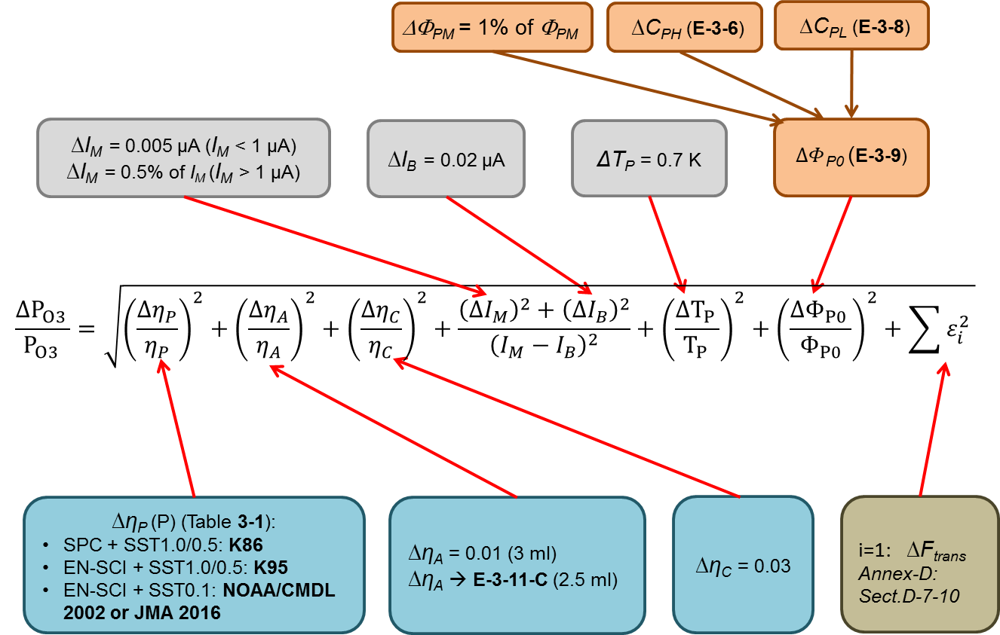 ΔΦPM = 1% of ΦPM
ΔCPH (E-3-6)
ΔCPL (E-3-8)
ΔIM = 0.005 µA (IM < 1 µA)
ΔIM = 0.5% of IM (IM > 1 µA)
ΔIB = 0.02 µA
ΔTP = 0.7 K
ΔΦP0 (E-3-9)
ΔPO3/PO3 = √((ΔηP/ηP)² + (ΔηA/ηA)² + (ΔηC/ηC)² + ((ΔIM)² + (ΔIB)²)/(IM − IB)² + (ΔTP/TP)² + (ΔΦP0/ΦP0)² + ∑ εi²)
ΔηP (P) (Table 3-1):
• SPC + SST1.0/0.5: K86
• EN-SCI + SST1.0/0.5: K95
• EN-SCI + SST0.1: NOAA/CMDL
2002 or JMA 2016
ΔηA = 0.01 (3 ml)
ΔηA → E-3-11-C (2.5 ml)
ΔηC = 0.03
i=1: ΔFtrans
Annex-D:
Sect.D-7-10